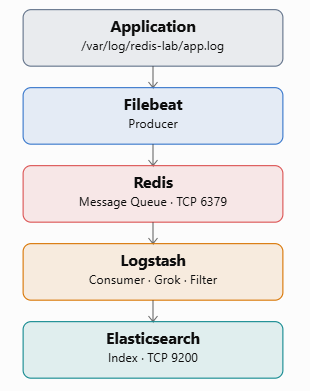 Application
/var/log/redis-lab/app.log
Filebeat
Producer
Redis
Message Queue · TCP 6379
Logstash
Consumer · Grok · Filter
Elasticsearch
Index · TCP 9200